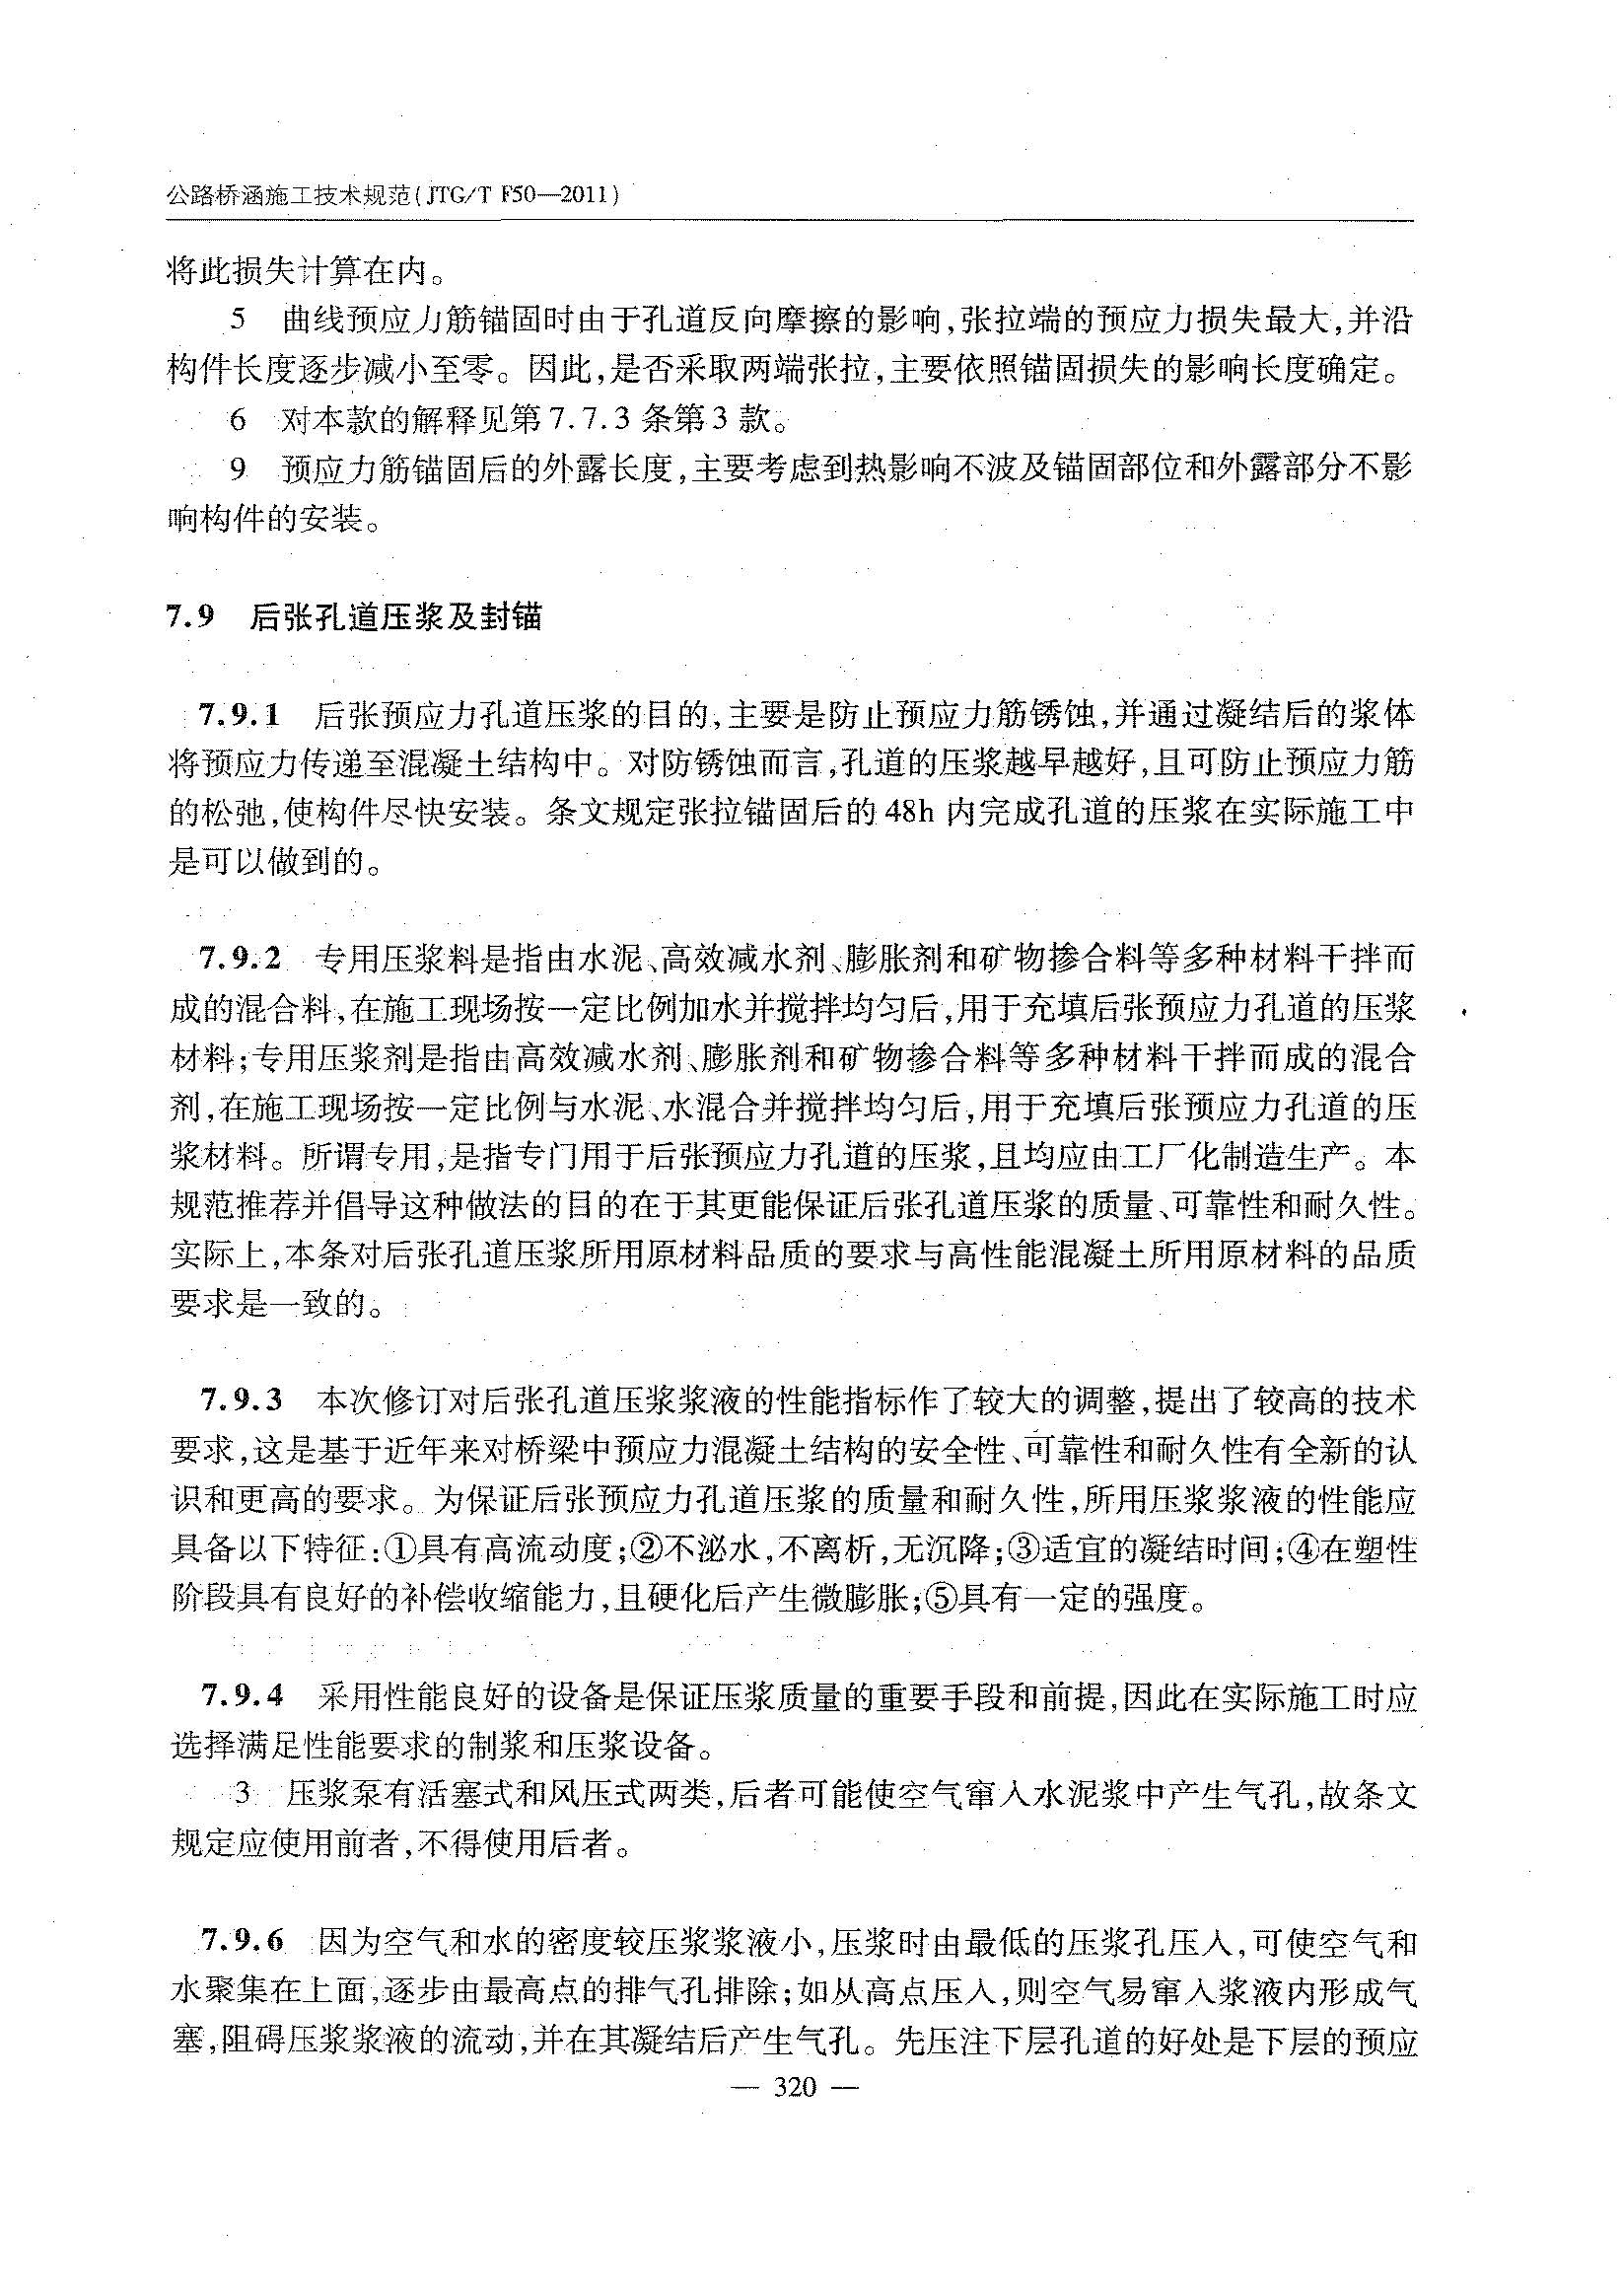 公路桥涵施工技术规范(JTG/T F50—2011)
将此损失计算在内。
5 曲线预应力筋锚固时由于孔道反向摩擦的影响,张拉端的预应力损失最大,并沿
构件长度逐步减小至零。因此,是否采取两端张拉,主要依照锚固损失的影响长度确定。
6 对本款的解释见第7.7.3条第3款。
9 预应力筋锚固后的外露长度,主要考虑到热影响不波及锚固部位和外露部分不影
响构件的安装。
7.9 后张孔道压浆及封锚
7.9.1 后张预应力孔道压浆的目的,主要是防止预应力筋锈蚀,并通过凝结后的浆体
将预应力传递至混凝土结构中。对防锈蚀而言,孔道的压浆越早越好,且可防止预应力筋
的松弛,使构件尽快安装。条文规定张拉锚固后的48h内完成孔道的压浆在实际施工中
是可以做到的。
7.9.2 专用压浆料是指由水泥、高效减水剂、膨胀剂和矿物掺合料等多种材料干拌而
成的混合料,在施工现场按一定比例加水并搅拌均匀后,用于充填后张预应力孔道的压浆
材料;专用压浆剂是指由高效减水剂、膨胀剂和矿物掺合料等多种材料干拌而成的混合
剂,在施工现场按一定比例与水泥、水混合并搅拌均匀后,用于充填后张预应力孔道的压
浆材料。所谓专用,是指专门用于后张预应力孔道的压浆,且均应由工厂化制造生产。本
规范推荐并倡导这种做法的目的在于其更能保证后张孔道压浆的质量、可靠性和耐久性。
实际上,本条对后张孔道压浆所用原材料品质的要求与高性能混凝土所用原材料的品质
要求是一致的。
7.9.3 本次修订对后张孔道压浆浆液的性能指标作了较大的调整,提出了较高的技术
要求,这是基于近年来对桥梁中预应力混凝土结构的安全性、可靠性和耐久性有全新的认
识和更高的要求。为保证后张预应力孔道压浆的质量和耐久性,所用压浆浆液的性能应
具备以下特征:①具有高流动度;②不泌水,不离析,无沉降;③适宜的凝结时间;④在塑性
阶段具有良好的补偿收缩能力,且硬化后产生微膨胀;⑤具有一定的强度。
7.9.4 采用性能良好的设备是保证压浆质量的重要手段和前提,因此在实际施工时应
选择满足性能要求的制浆和压浆设备。
3 压浆泵有活塞式和风压式两类,后者可能使空气窜入水泥浆中产生气孔,故条文
规定应使用前者,不得使用后者。
7.9.6 因为空气和水的密度较压浆浆液小,压浆时由最低的压浆孔压入,可使空气和
水聚集在上面,逐步由最高点的排气孔排除;如从高点压入,则空气易窜入浆液内形成气
塞,阻碍压浆浆液的流动,并在其凝结后产生气孔。先压注下层孔道的好处是下层的预应
— 320 —